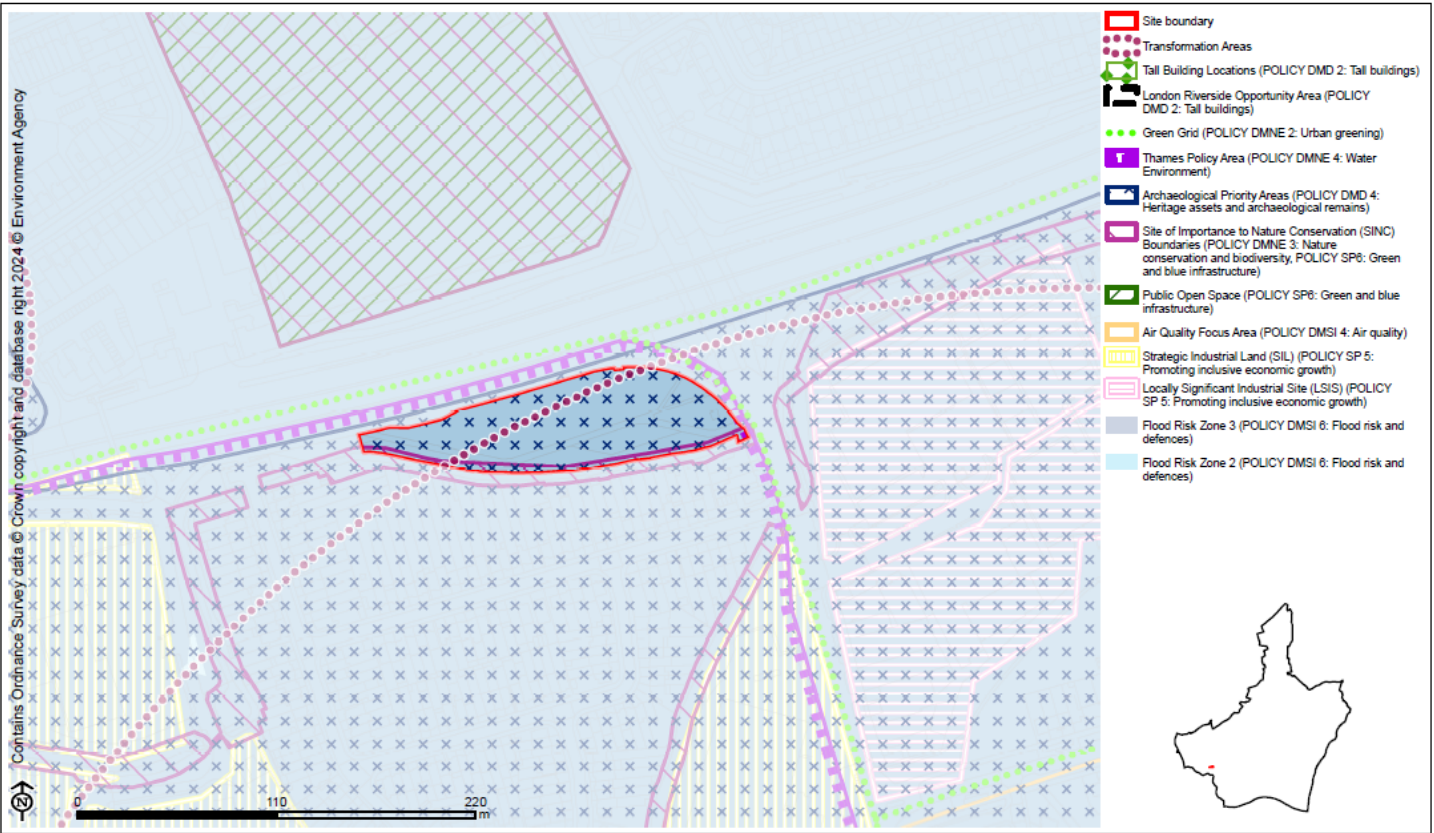 Contains Ordnance Survey data © Crown copyright and database right 2024 © Environment Agency
N
0
110
220
m
Site boundary
Transformation Areas
Tall Building Locations (POLICY DMD 2: Tall buildings)
London Riverside Opportunity Area (POLICY
DMD 2: Tall buildings)
Green Grid (POLICY DMNE 2: Urban greening)
T
Thames Policy Area (POLICY DMNE 4: Water
Environment)
Archaeological Priority Areas (POLICY DMD 4:
Heritage assets and archaeological remains)
Site of Importance to Nature Conservation (SINC)
Boundaries (POLICY DMNE 3: Nature
conservation and biodiversity, POLICY SP6: Green
and blue infrastructure)
Public Open Space (POLICY SP6: Green and blue
infrastructure)
Air Quality Focus Area (POLICY DMSI 4: Air quality)
Strategic Industrial Land (SIL) (POLICY SP 5:
Promoting inclusive economic growth)
Locally Significant Industrial Site (LSIS) (POLICY
SP 5: Promoting inclusive economic growth)
Flood Risk Zone 3 (POLICY DMSI 6: Flood risk and
defences)
Flood Risk Zone 2 (POLICY DMSI 6: Flood risk and
defences)